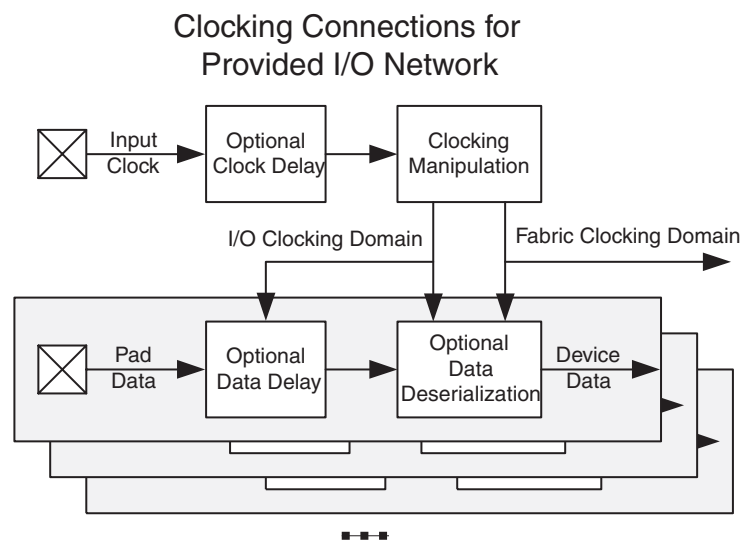 Clocking Connections for
Provided I/O Network
Input
Clock
Optional
Clock Delay
Clocking
Manipulation
I/O Clocking Domain
Fabric Clocking Domain
Pad
Data
Optional
Data Delay
Optional
Data
Deserialization
Device
Data